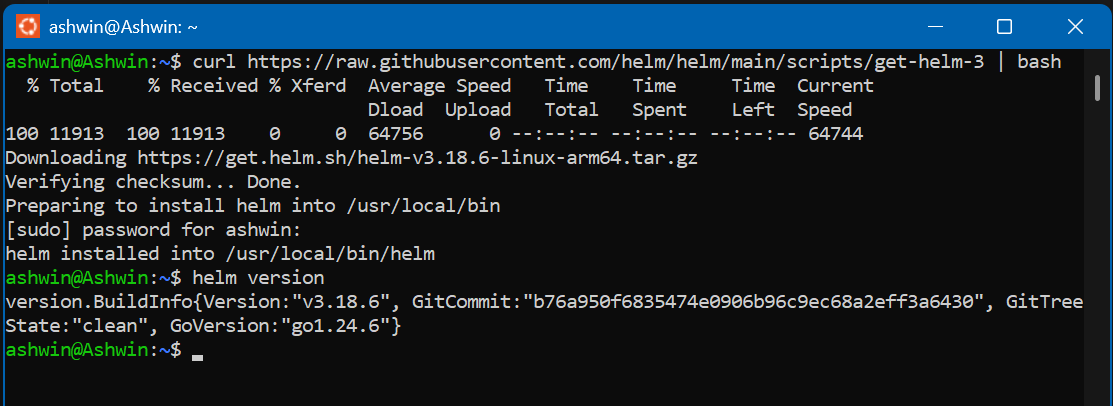 ashwin@Ashwin: ~
ashwin@Ashwin:~$ curl https://raw.githubusercontent.com/helm/helm/main/scripts/get-helm-3 | bash
  % Total    % Received % Xferd  Average Speed   Time    Time     Time  Current
                                 Dload  Upload   Total   Spent    Left  Speed
100 11913  100 11913    0     0  64756      0 --:--:-- --:--:-- --:--:-- 64744
Downloading https://get.helm.sh/helm-v3.18.6-linux-arm64.tar.gz
Verifying checksum... Done.
Preparing to install helm into /usr/local/bin
[sudo] password for ashwin:
helm installed into /usr/local/bin/helm
ashwin@Ashwin:~$ helm version
version.BuildInfo{Version:"v3.18.6", GitCommit:"b76a950f6835474e0906b96c9ec68a2eff3a6430", GitTree
State:"clean", GoVersion:"go1.24.6"}
ashwin@Ashwin:~$